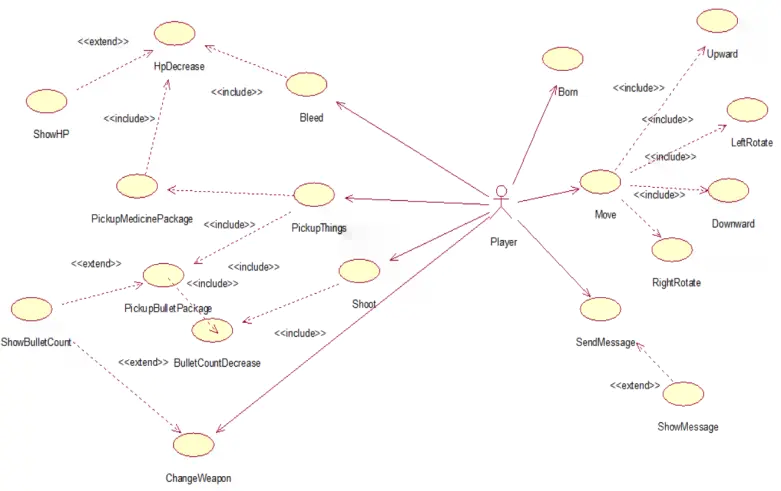 <<extend>>
HpDecrease
Upward
<<include>>
<<include>>
Born
ShowHP
<<include>>
Bleed
LeftRotate
<<include>>
<<include>>
Move
Downward
PickupMedicinePackage
<<include>>
PickupThings
Player
RightRotate
<<extend>>
<<include>>
<<include>>
PickupBulletPackage
Shoot
ShowBulletCount
<<extend>>
BulletCountDecrease
<<include>>
SendMessage
<<extend>>
ShowMessage
ChangeWeapon